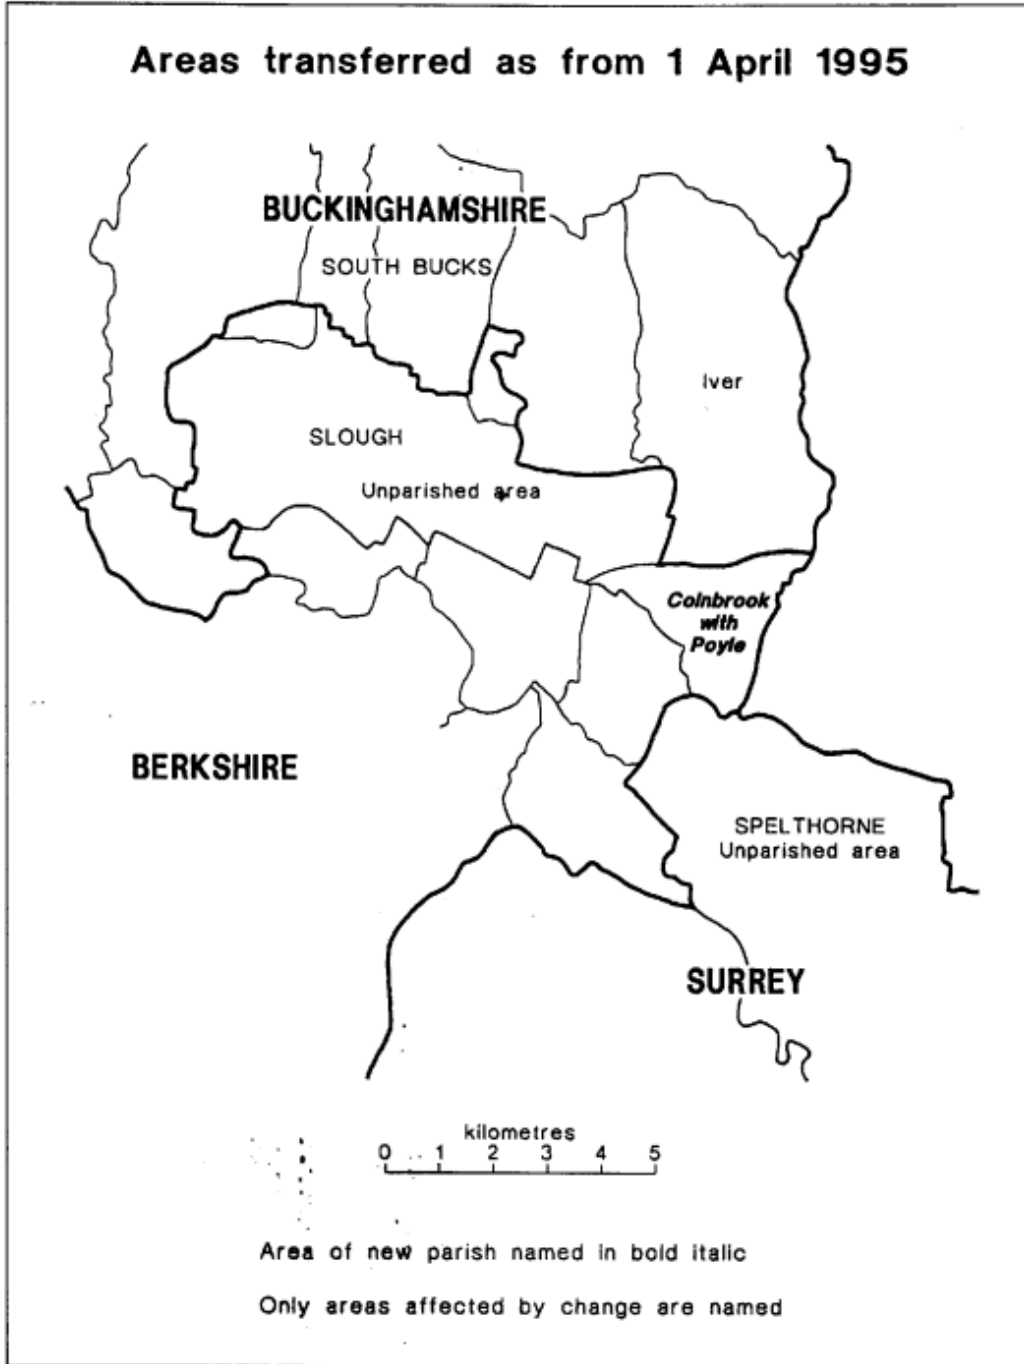 Areas transferred as from 1 April 1995
BUCKINGHAMSHIRE
SOUTH BUCKS
Iver
SLOUGH
Unparished area
Colnbrook
with
Poyle
BERKSHIRE
SPELTHORNE
Unparished area
SURREY
kilometres
0 1 2 3 4 5
Area of new parish named in bold italic
Only areas affected by change are named